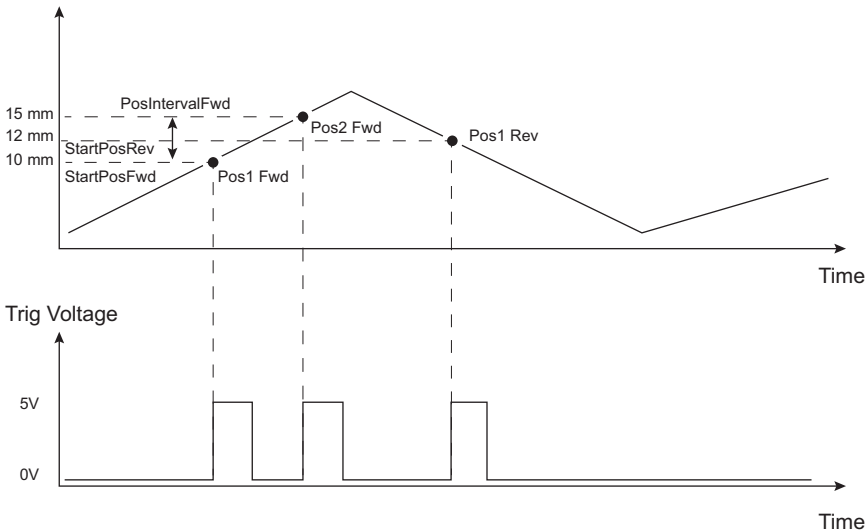 PosIntervalFwd
15 mm
Pos2 Fwd
12 mm
Pos1 Rev
StartPosRev
10 mm
StartPosFwd
Pos1 Fwd
Time
Trig Voltage
5V
0V
Time